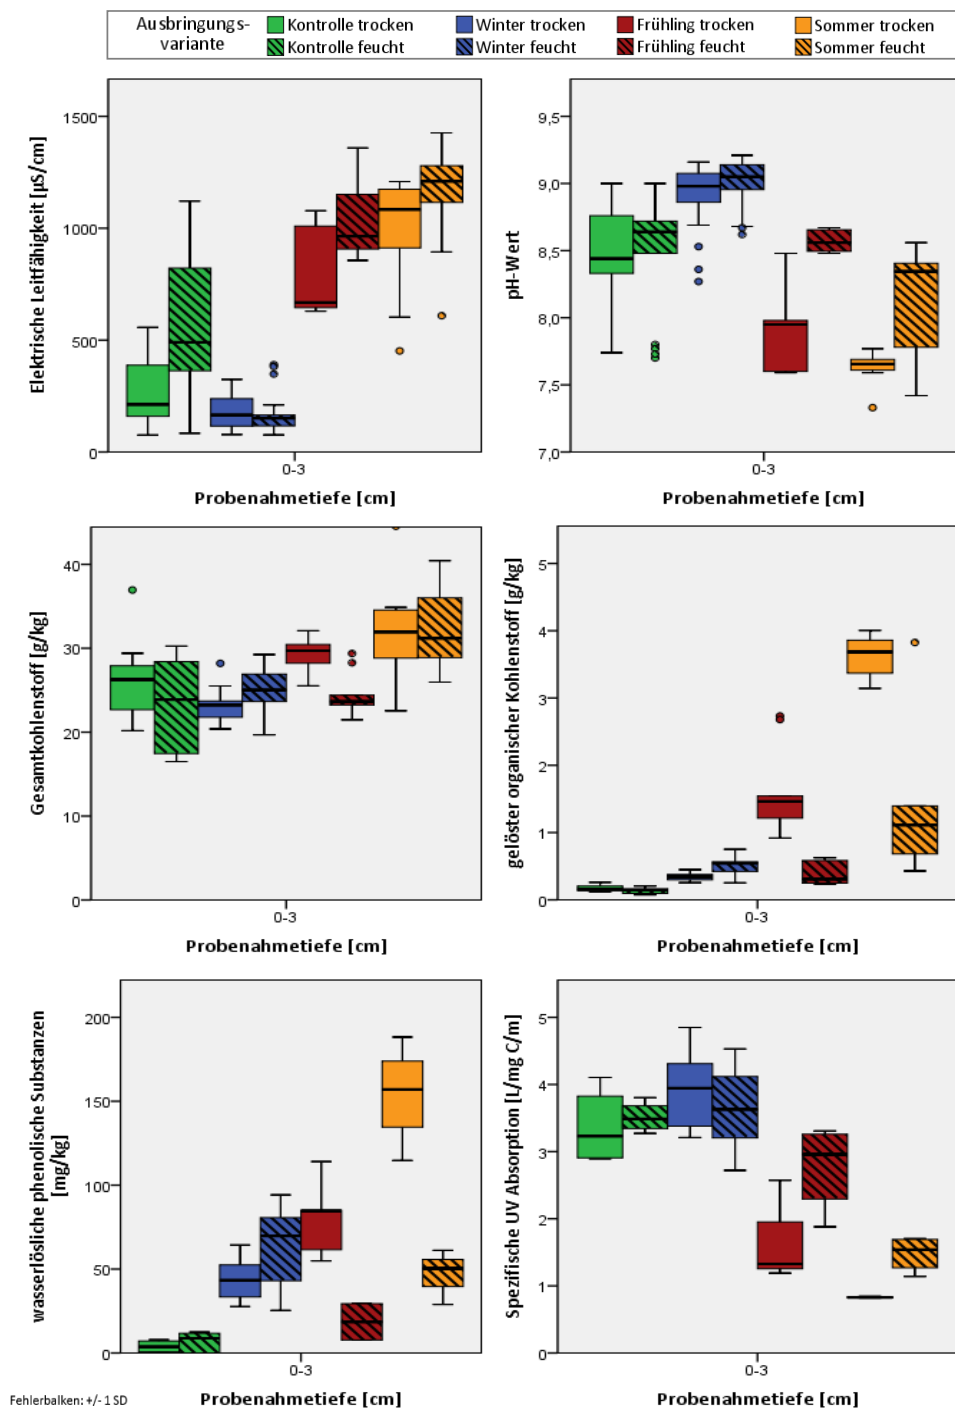 Ausbringungs-
variante
Kontrolle trocken
Winter trocken
Frühling trocken
Sommer trocken
Kontrolle feucht
Winter feucht
Frühling feucht
Sommer feucht
Elektrische Leitfähigkeit [µS/cm]
1500
1000
500
0
0-3
Probenahmetiefe [cm]
pH-Wert
9,5
9,0
8,5
8,0
7,5
7,0
0-3
Probenahmetiefe [cm]
Gesamtkohlenstoff [g/kg]
40
30
20
10
0
0-3
Probenahmetiefe [cm]
gelöster organischer Kohlenstoff [g/kg]
5
4
3
2
1
0
0-3
Probenahmetiefe [cm]
wasserlösliche phenolische Substanzen
[mg/kg]
200
150
100
50
0
0-3
Probenahmetiefe [cm]
Spezifische UV Absorption [L/mg C/m]
5
4
3
2
1
0
0-3
Probenahmetiefe [cm]
Fehlerbalken: +/- 1 SD